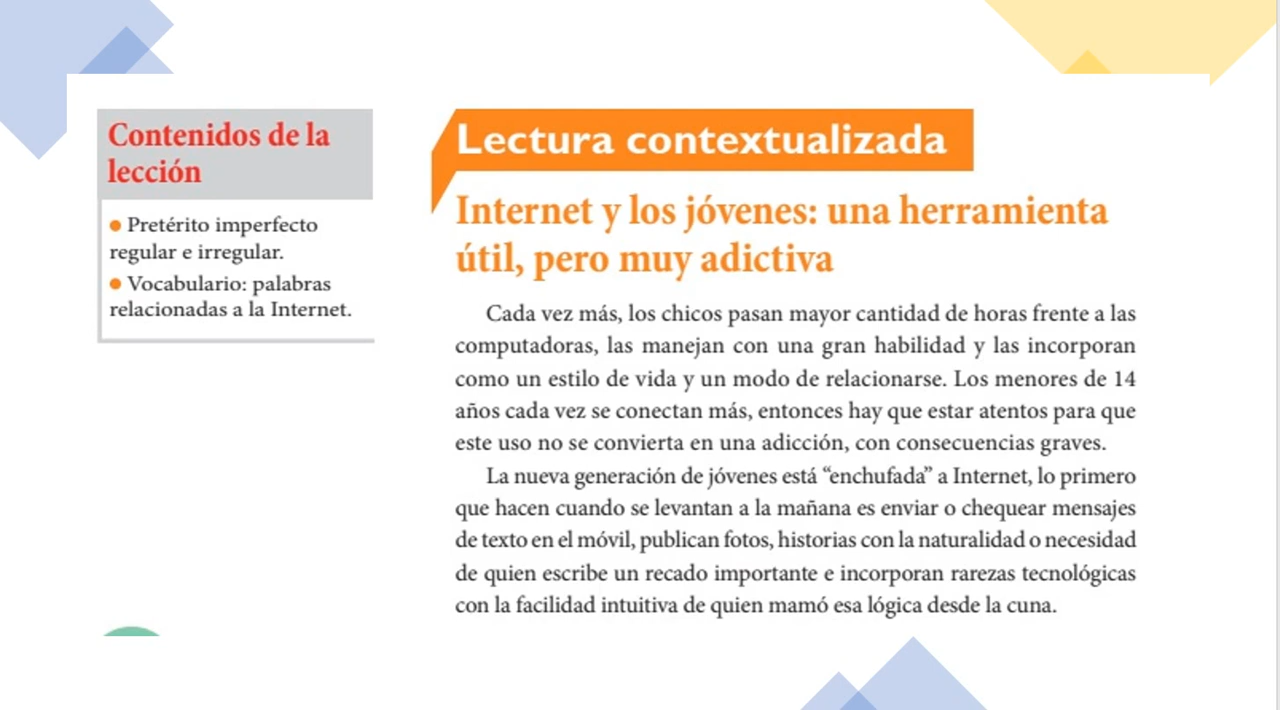 Contenidos de la
lección
● Pretérito imperfecto
regular e irregular.
● Vocabulario: palabras
relacionadas a la Internet.
Lectura contextualizada
Internet y los jóvenes: una herramienta
útil, pero muy adictiva
Cada vez más, los chicos pasan mayor cantidad de horas frente a las
computadoras, las manejan con una gran habilidad y las incorporan
como un estilo de vida y un modo de relacionarse. Los menores de 14
años cada vez se conectan más, entonces hay que estar atentos para que
este uso no se convierta en una adicción, con consecuencias graves.
La nueva generación de jóvenes está “enchufada” a Internet, lo primero
que hacen cuando se levantan a la mañana es enviar o chequear mensajes
de texto en el móvil, publican fotos, historias con la naturalidad o necesidad
de quien escribe un recado importante e incorporan rarezas tecnológicas
con la facilidad intuitiva de quien mamó esa lógica desde la cuna.